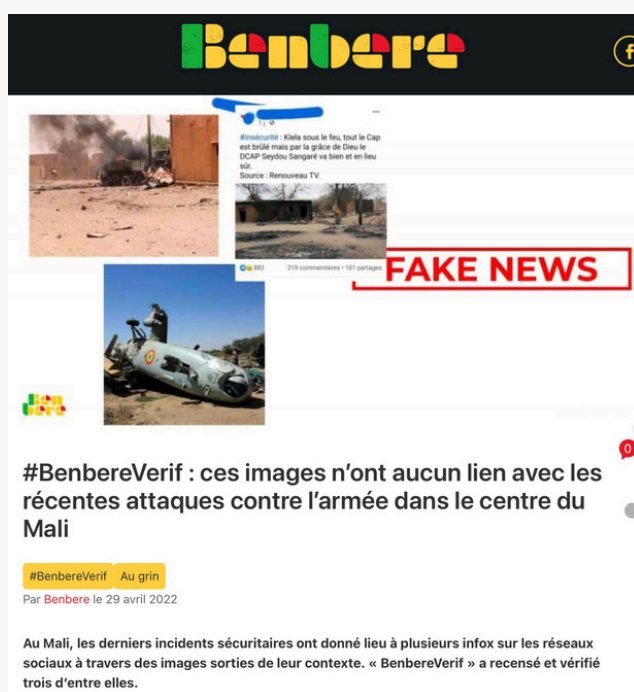 Benbere
f
#Insécurité : Klela sous le feu, tout le Cap
est brûlé mais par la grâce de Dieu le
DCAP Seydou Sangaré va bien et en lieu
sûr.
Source : Renouveau TV.
882 219 commentaires • 181 partages
FAKE NEWS
Benbere
0
#BenbereVerif : ces images n’ont aucun lien avec les
récentes attaques contre l’armée dans le centre du
Mali
#BenbereVerif Au grin
Par Benbere le 29 avril 2022
Au Mali, les derniers incidents sécuritaires ont donné lieu à plusieurs infox sur les réseaux
sociaux à travers des images sorties de leur contexte. « BenbereVerif » a recensé et vérifié
trois d’entre elles.